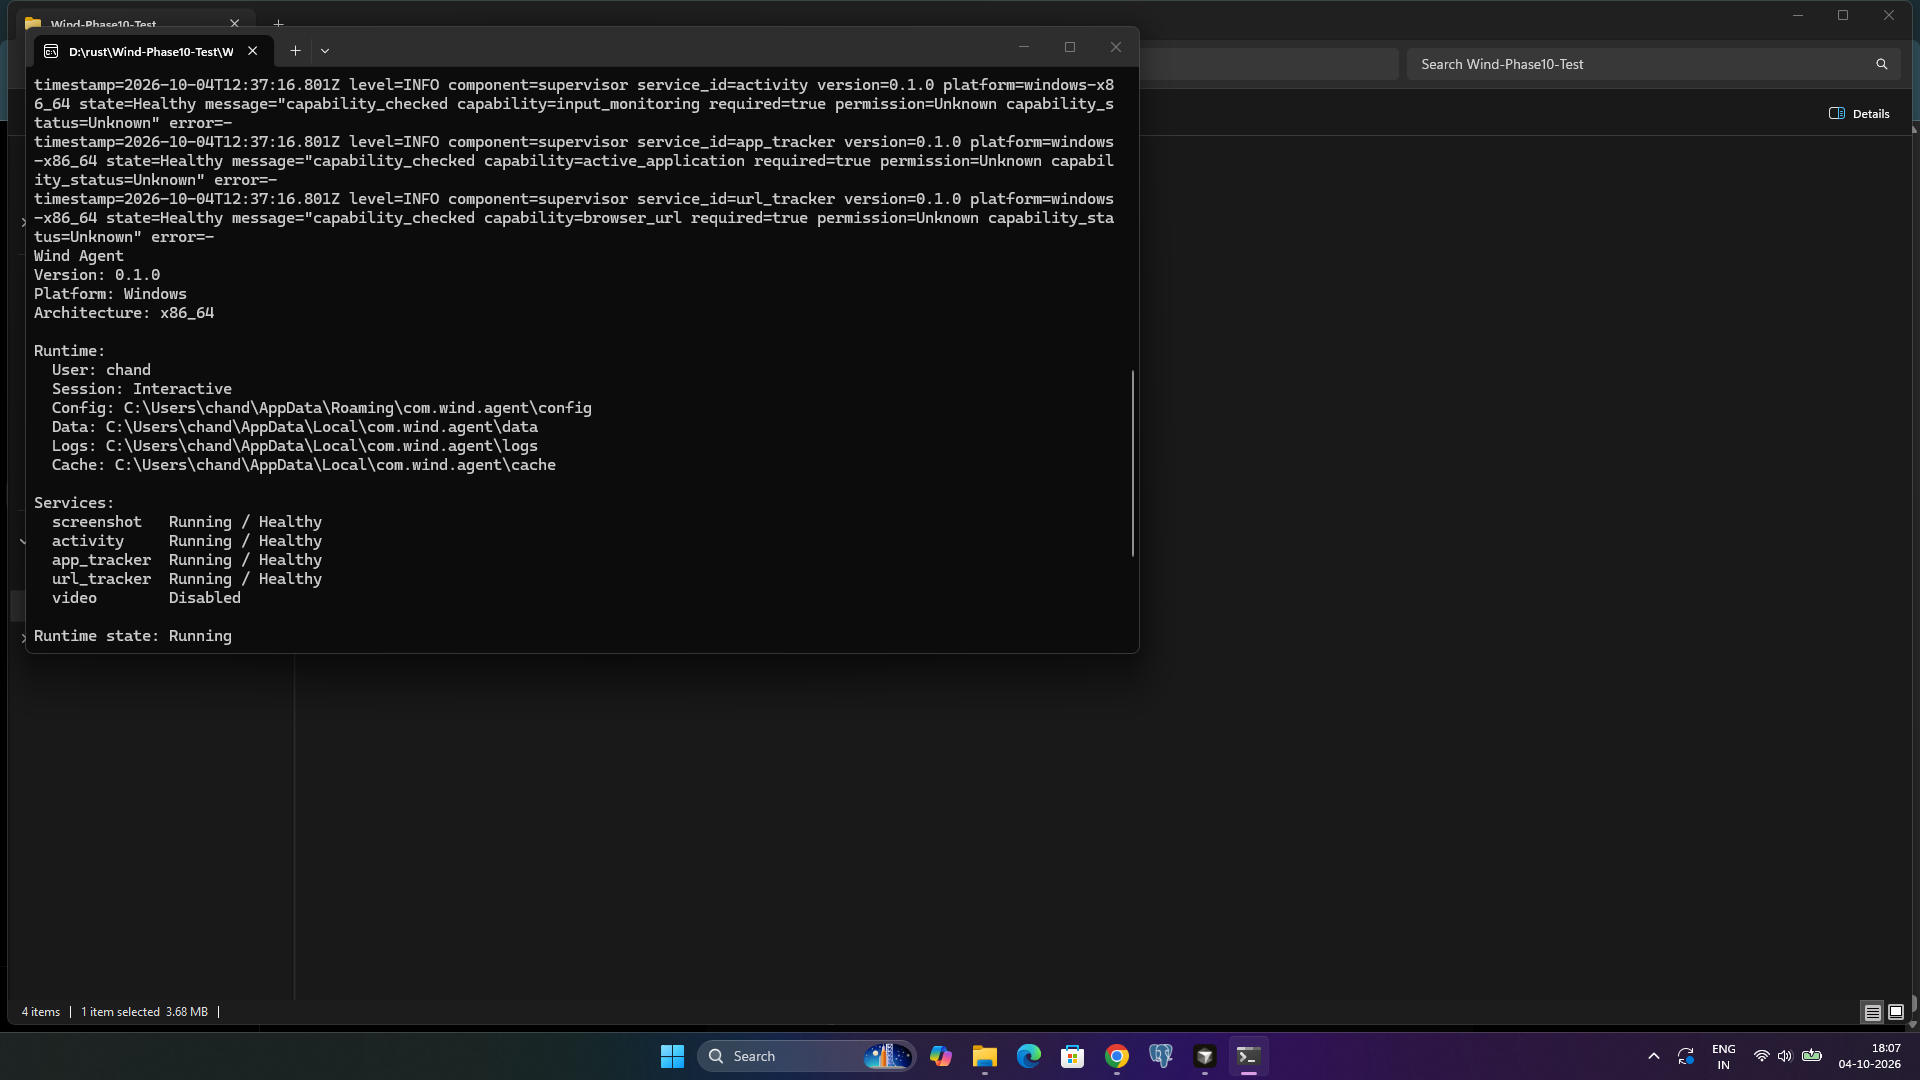 Wind-Phase10-Test
D:\rust\Wind-Phase10-Test\W
Search Wind-Phase10-Test
Details
timestamp=2026-10-04T12:37:16.801Z level=INFO component=supervisor service_id=activity version=0.1.0 platform=windows-x8
6_64 state=Healthy message="capability_checked capability=input_monitoring required=true permission=Unknown capability_s
tatus=Unknown" error=-
timestamp=2026-10-04T12:37:16.801Z level=INFO component=supervisor service_id=app_tracker version=0.1.0 platform=windows
-x86_64 state=Healthy message="capability_checked capability=active_application required=true permission=Unknown capabil
ity_status=Unknown" error=-
timestamp=2026-10-04T12:37:16.801Z level=INFO component=supervisor service_id=url_tracker version=0.1.0 platform=windows
-x86_64 state=Healthy message="capability_checked capability=browser_url required=true permission=Unknown capability_sta
tus=Unknown" error=-
Wind Agent
Version: 0.1.0
Platform: Windows
Architecture: x86_64
Runtime:
User: chand
Session: Interactive
Config: C:\Users\chand\AppData\Roaming\com.wind.agent\config
Data: C:\Users\chand\AppData\Local\com.wind.agent\data
Logs: C:\Users\chand\AppData\Local\com.wind.agent\logs
Cache: C:\Users\chand\AppData\Local\com.wind.agent\cache
Services:
screenshot Running / Healthy
activity Running / Healthy
app_tracker Running / Healthy
url_tracker Running / Healthy
video Disabled
Runtime state: Running
4 items
1 item selected 3.68 MB
Search
ENG
IN
18:07
04-10-2026